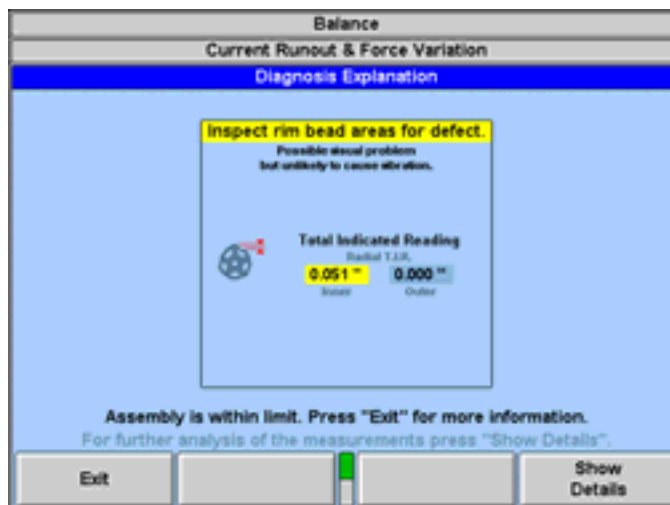 Balance
Current Runout & Force Variation
Diagnosis Explanation
Inspect rim bead areas for defect.
Possible visual problem
but unlikely to cause vibration.
Total Indicated Reading
Radial T.I.R.
0.051 " 0.000 "
Inner Outer
Assembly is within limit. Press "Exit" for more information.
For further analysis of the measurements press "Show Details".
Exit
Show
Details